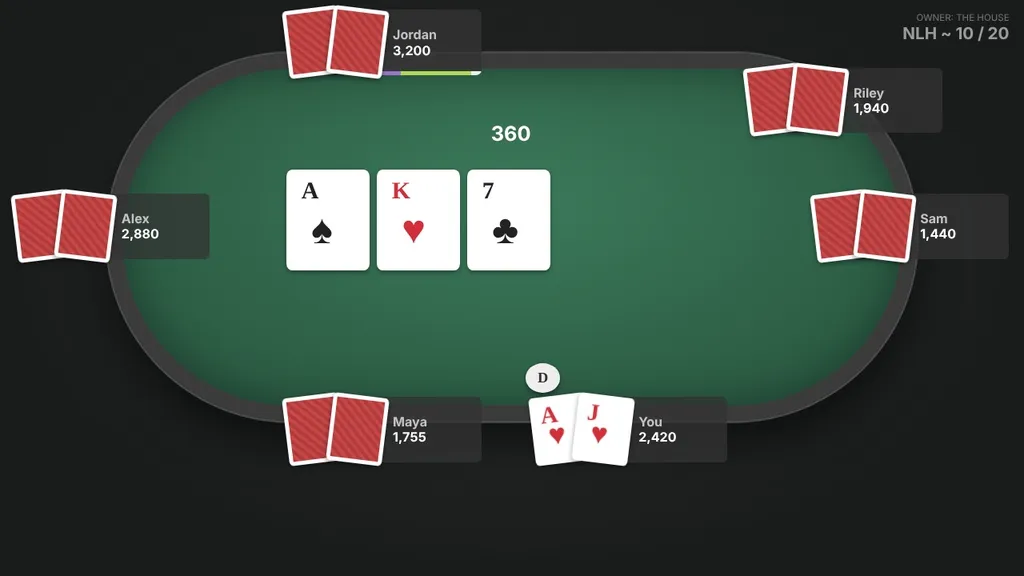 OWNER: THE HOUSE
NLH ~ 10 / 20
Jordan
3,200
Riley
1,940
360
A
K
7
Alex
2,880
Sam
1,440
D
Maya
1,755
A
J
You
2,420